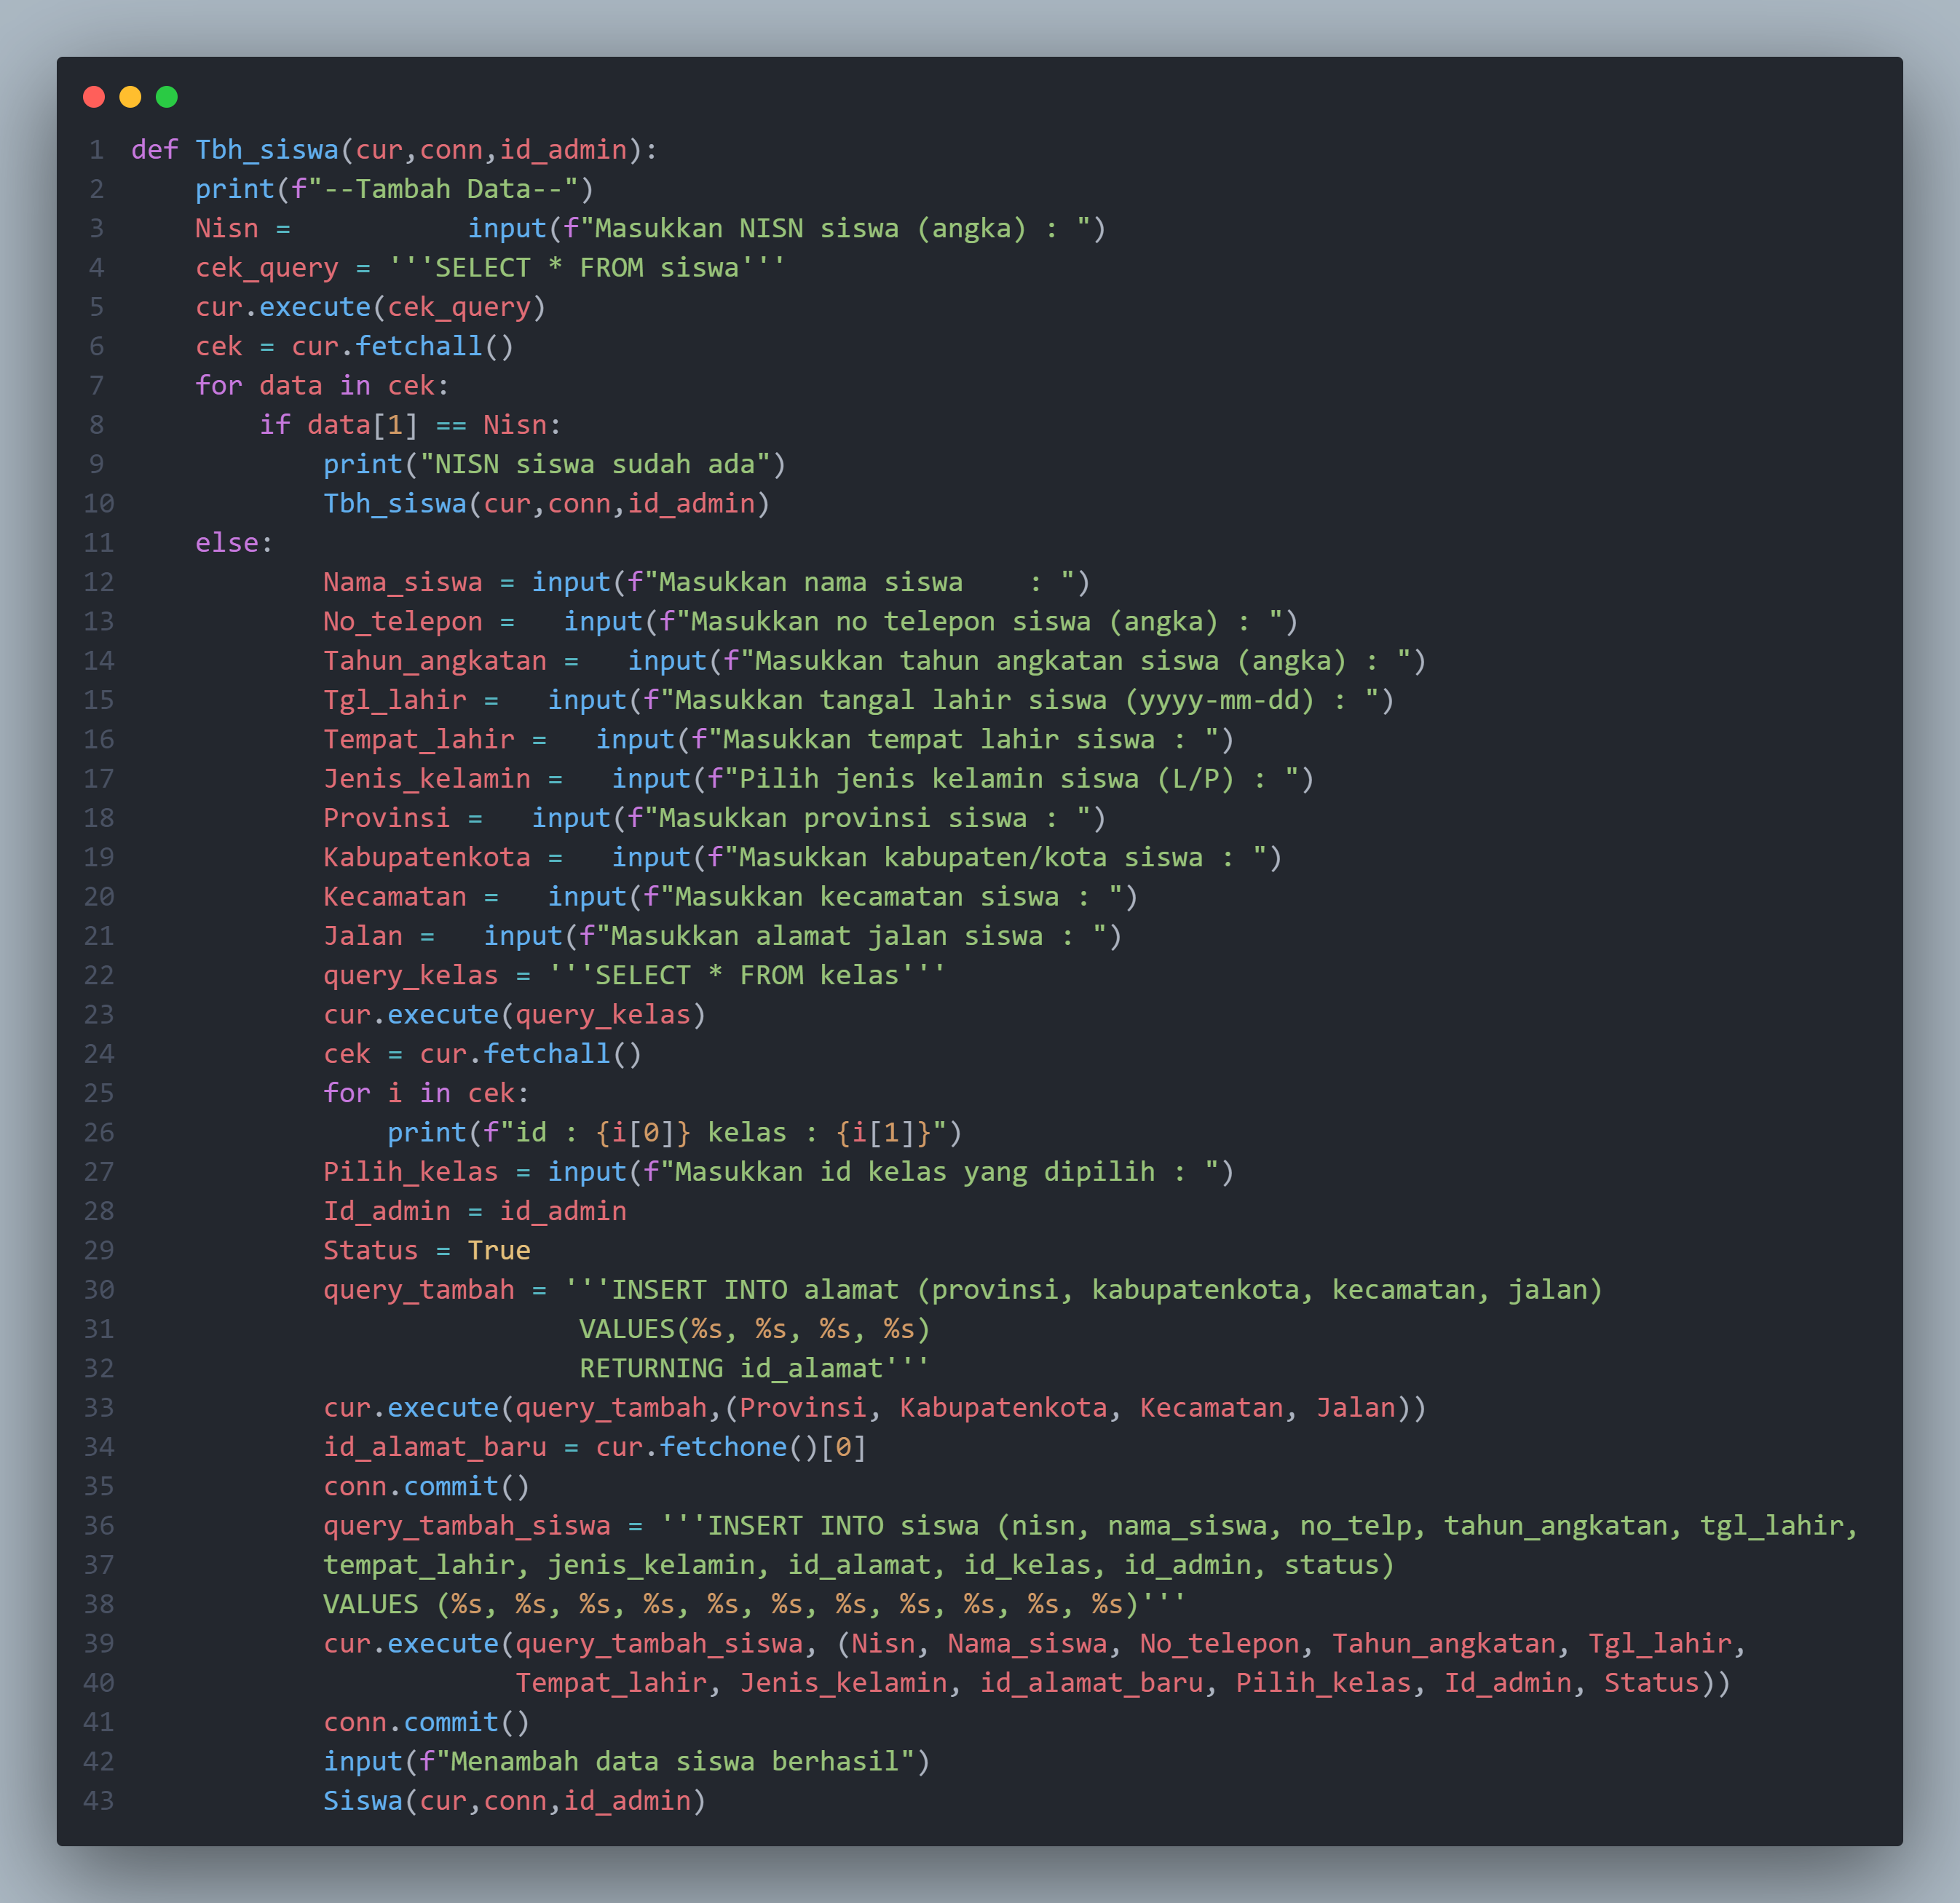 1 def Tbh_siswa(cur,conn,id_admin):
2     print(f"--Tambah Data--")
3     Nisn =           input(f"Masukkan NISN siswa (angka) : ")
4     cek_query = '''SELECT * FROM siswa'''
5     cur.execute(cek_query)
6     cek = cur.fetchall()
7     for data in cek:
8         if data[1] == Nisn:
9             print("NISN siswa sudah ada")
10             Tbh_siswa(cur,conn,id_admin)
11     else:
12             Nama_siswa = input(f"Masukkan nama siswa    : ")
13             No_telepon =   input(f"Masukkan no telepon siswa (angka) : ")
14             Tahun_angkatan =   input(f"Masukkan tahun angkatan siswa (angka) : ")
15             Tgl_lahir =   input(f"Masukkan tangal lahir siswa (yyyy-mm-dd) : ")
16             Tempat_lahir =   input(f"Masukkan tempat lahir siswa : ")
17             Jenis_kelamin =   input(f"Pilih jenis kelamin siswa (L/P) : ")
18             Provinsi =   input(f"Masukkan provinsi siswa : ")
19             Kabupatenkota =   input(f"Masukkan kabupaten/kota siswa : ")
20             Kecamatan =   input(f"Masukkan kecamatan siswa : ")
21             Jalan =   input(f"Masukkan alamat jalan siswa : ")
22             query_kelas = '''SELECT * FROM kelas'''
23             cur.execute(query_kelas)
24             cek = cur.fetchall()
25             for i in cek:
26                 print(f"id : {i[0]} kelas : {i[1]}")
27             Pilih_kelas = input(f"Masukkan id kelas yang dipilih : ")
28             Id_admin = id_admin
29             Status = True
30             query_tambah = '''INSERT INTO alamat (provinsi, kabupatenkota, kecamatan, jalan)
31                             VALUES(%s, %s, %s, %s)
32                             RETURNING id_alamat'''
33             cur.execute(query_tambah,(Provinsi, Kabupatenkota, Kecamatan, Jalan))
34             id_alamat_baru = cur.fetchone()[0]
35             conn.commit()
36             query_tambah_siswa = '''INSERT INTO siswa (nisn, nama_siswa, no_telp, tahun_angkatan, tgl_lahir,
37             tempat_lahir, jenis_kelamin, id_alamat, id_kelas, id_admin, status)
38             VALUES (%s, %s, %s, %s, %s, %s, %s, %s, %s, %s, %s)'''
39             cur.execute(query_tambah_siswa, (Nisn, Nama_siswa, No_telepon, Tahun_angkatan, Tgl_lahir,
40                         Tempat_lahir, Jenis_kelamin, id_alamat_baru, Pilih_kelas, Id_admin, Status))
41             conn.commit()
42             input(f"Menambah data siswa berhasil")
43             Siswa(cur,conn,id_admin)